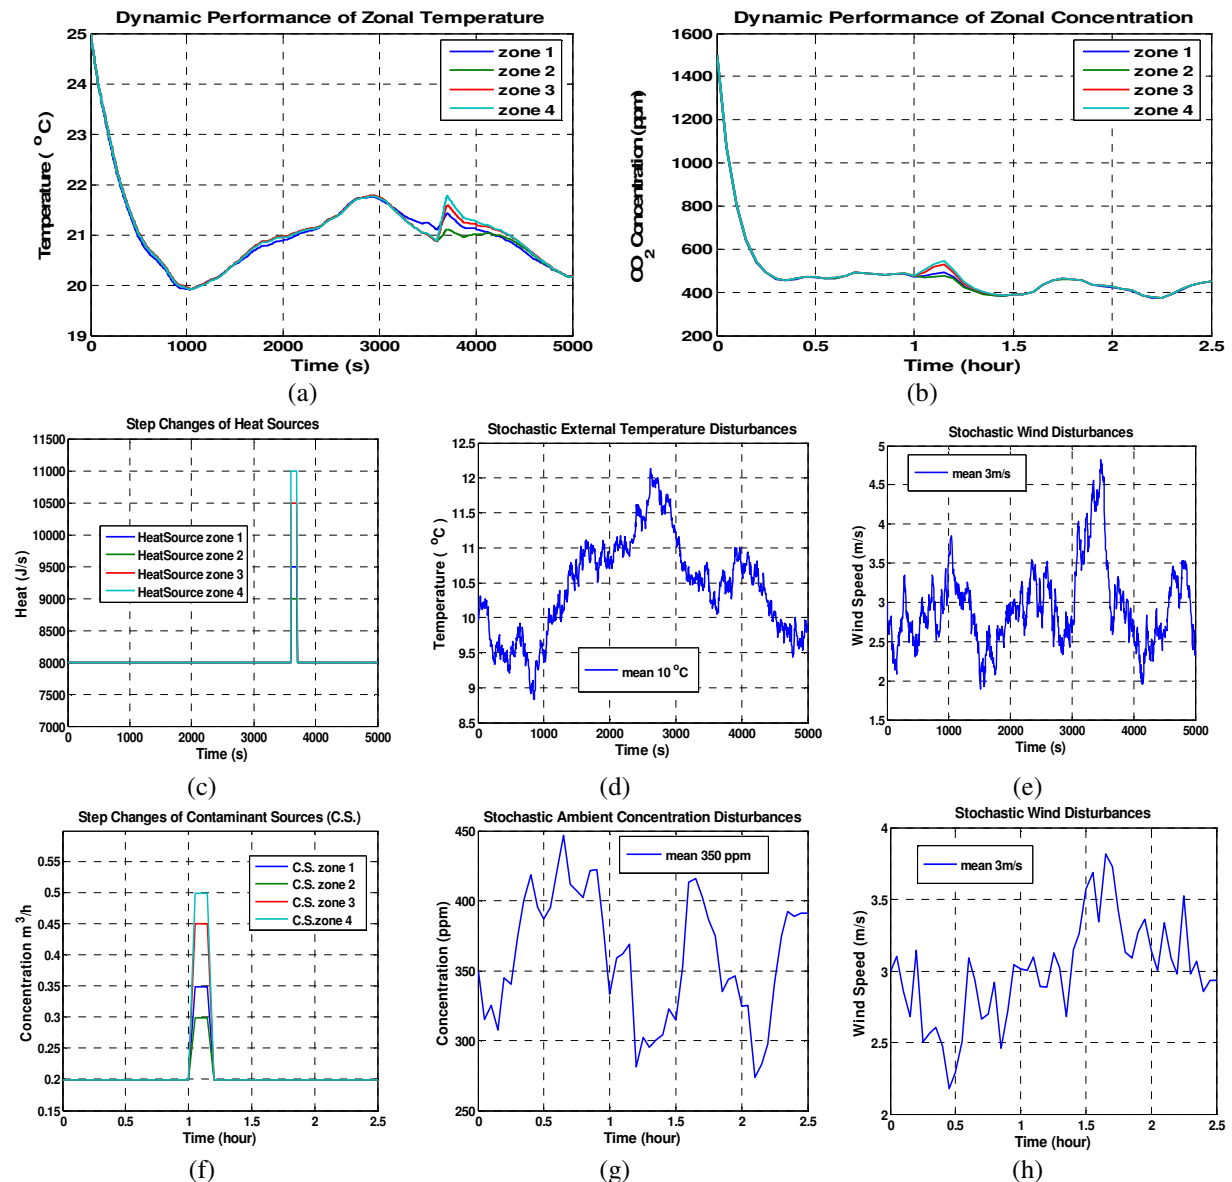 Dynamic Performance of Zonal Temperature
25
24
23
22
21
20
19
0 1000 2000 3000 4000 5000
Temperature ( °C)
Time (s)
zone 1
zone 2
zone 3
zone 4
(a)
Dynamic Performance of Zonal Concentration
1600
1400
1200
1000
800
600
400
200
0 0.5 1 1.5 2 2.5
CO2 Concentration (ppm)
Time (hour)
zone 1
zone 2
zone 3
zone 4
(b)
Step Changes of Heat Sources
11500
11000
10500
10000
9500
9000
8500
8000
7500
7000
0 1000 2000 3000 4000 5000
Heat (J/s)
Time (s)
HeatSource zone 1
HeatSource zone 2
HeatSource zone 3
HeatSource zone 4
(c)
Stochastic External Temperature Disturbances
12.5
12
11.5
11
10.5
10
9.5
9
8.5
0 1000 2000 3000 4000 5000
Temperature ( °C)
Time (s)
mean 10 °C
(d)
Stochastic Wind Disturbances
5
4.5
4
3.5
3
2.5
2
1.5
0 1000 2000 3000 4000 5000
Wind Speed (m/s)
Time (s)
mean 3m/s
(e)
Step Changes of Contaminant Sources (C.S.)
0.55
0.5
0.45
0.4
0.35
0.3
0.25
0.2
0.15
0 0.5 1 1.5 2 2.5
Concentration m³/h
Time (hour)
C.S. zone 1
C.S. zone 2
C.S. zone 3
C.S.zone 4
(f)
Stochastic Ambient Concentration Disturbances
450
400
350
300
250
0 0.5 1 1.5 2 2.5
Concentration (ppm)
Time (hour)
mean 350 ppm
(g)
Stochastic Wind Disturbances
4
3.5
3
2.5
2
0 0.5 1 1.5 2 2.5
Wind Speed (m/s)
Time (hour)
mean 3m/s
(h)